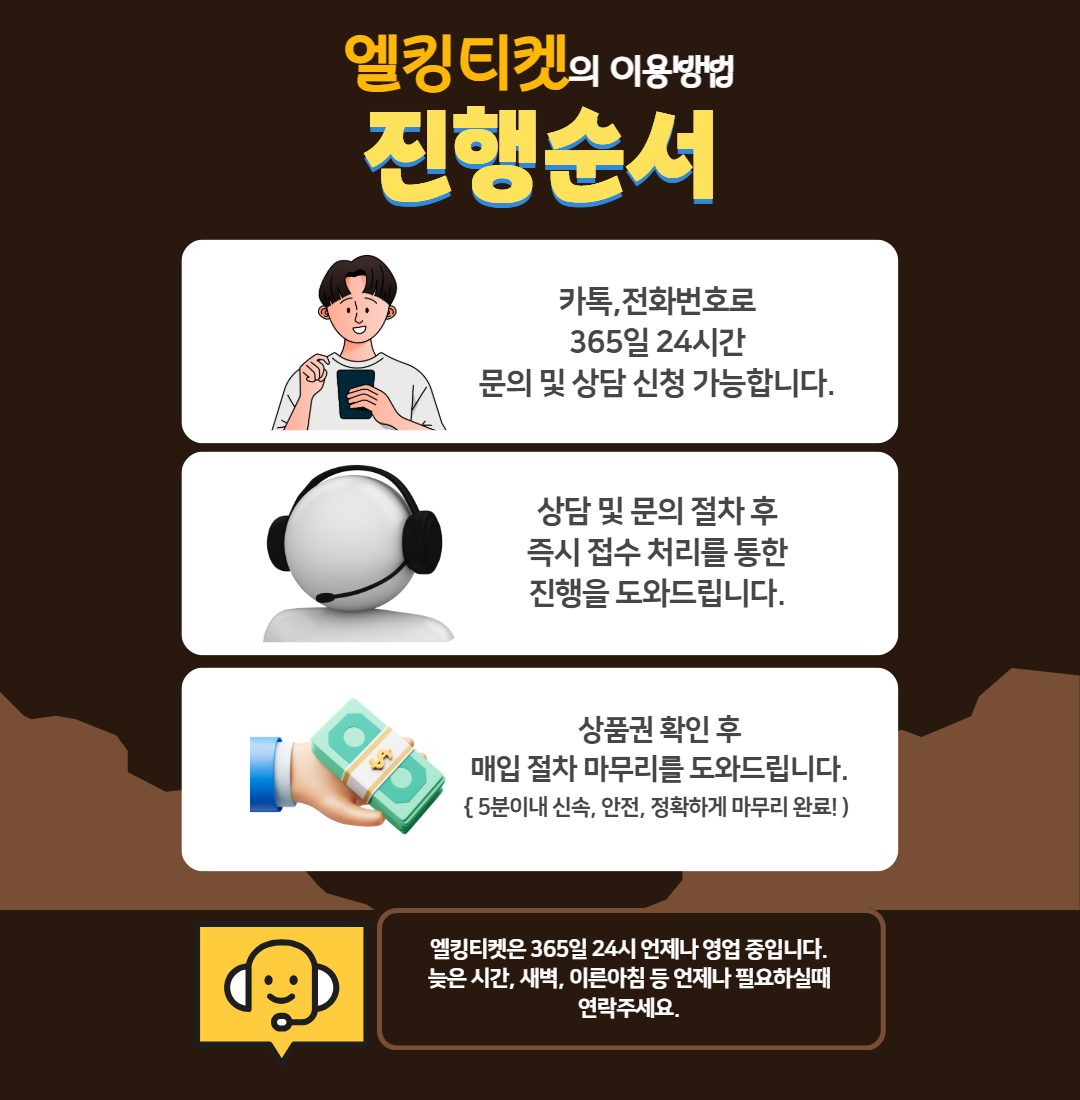 엘킹티켓의 이용방법
진행순서
카톡,전화번호로
365일 24시간
문의 및 상담 신청 가능합니다.
상담 및 문의 절차 후
즉시 접수 처리를 통한
진행을 도와드립니다.
상품권 확인 후
매입 절차 마무리를 도와드립니다.
{ 5분이내 신속, 안전, 정확하게 마무리 완료! )
엘킹티켓은 365일 24시 언제나 영업 중입니다.
늦은 시간, 새벽, 이른아침 등 언제나 필요하실때
연락주세요.